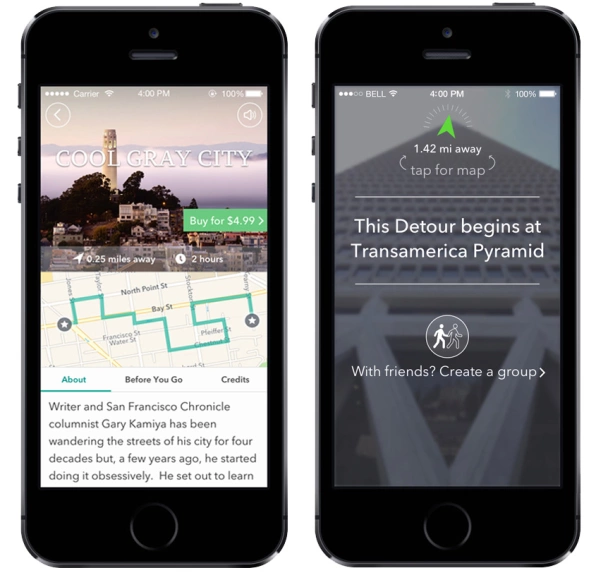 Carrier 4:00 PM 100%
COOL GRAY CITY
Buy for $4.99 >
0.25 miles away 2 hours
Jones
Taylor
North Point St
Bay St
Stockton
Kearny
Francisco
Water St
Pfeiffer St
Chestnut
Lombard St
About Before You Go Credits
Writer and San Francisco Chronicle
columnist Gary Kamiya has been
wandering the streets of his city for four
decades but, a few years ago, he started
doing it obsessively. He set out to learn
BELL 4:00 PM 100%
1.42 mi away
tap for map
This Detour begins at
Transamerica Pyramid
With friends? Create a group >